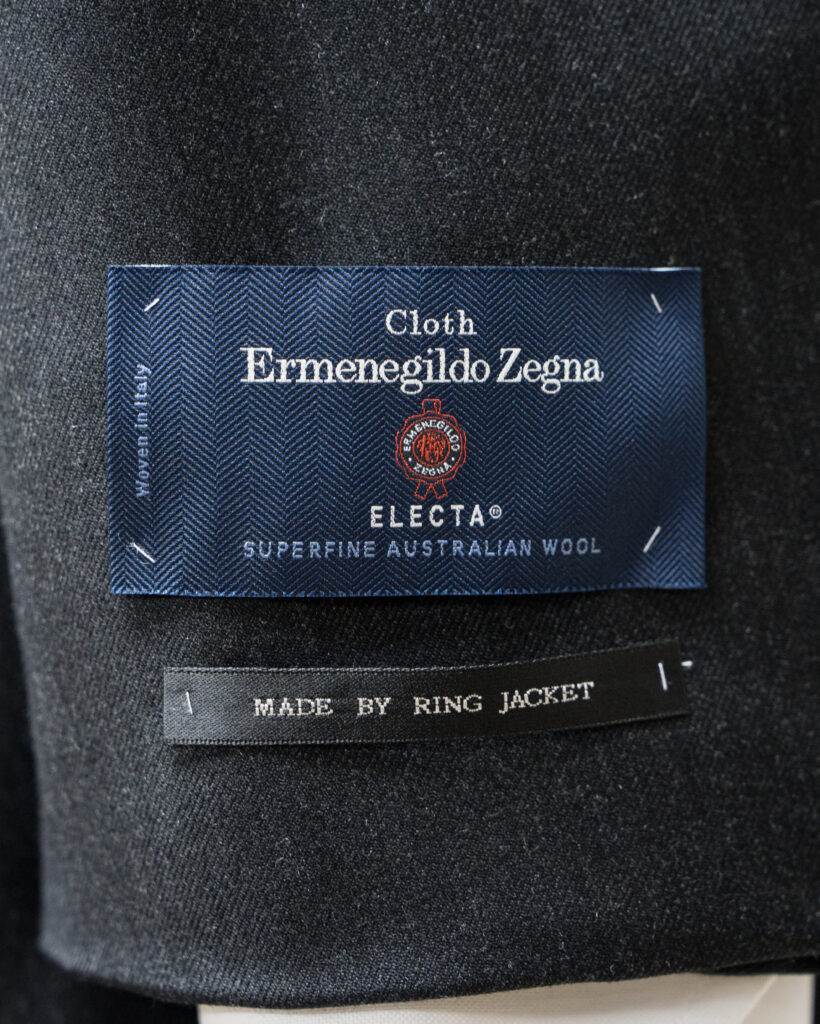 Cloth
Ermenegildo Zegna
ERMENEGILDO
ZEGNA
ELECTA®
SUPERFINE AUSTRALIAN WOOL
Woven in Italy
MADE BY RING JACKET